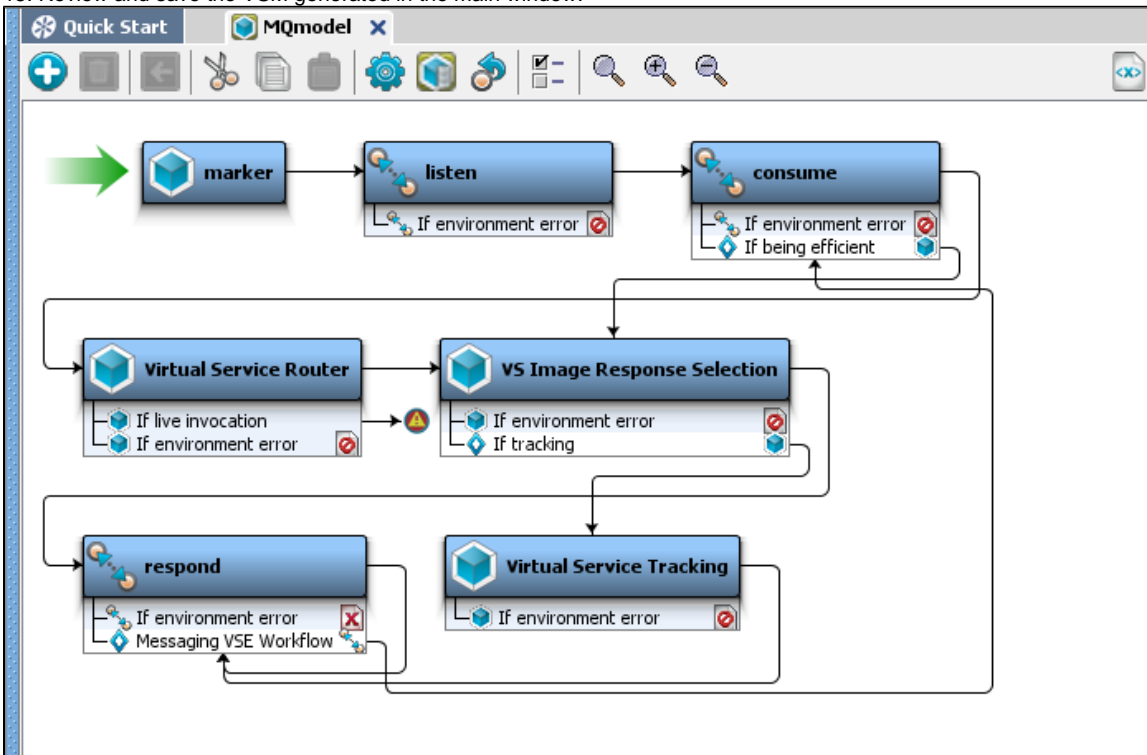 Quick Start
MQmodel
marker
listen
consume
If environment error
If environment error
If being efficient
Virtual Service Router
VS Image Response Selection
If live invocation
If environment error
If environment error
If tracking
respond
Virtual Service Tracking
If environment error
Messaging VSE Workflow
If environment error